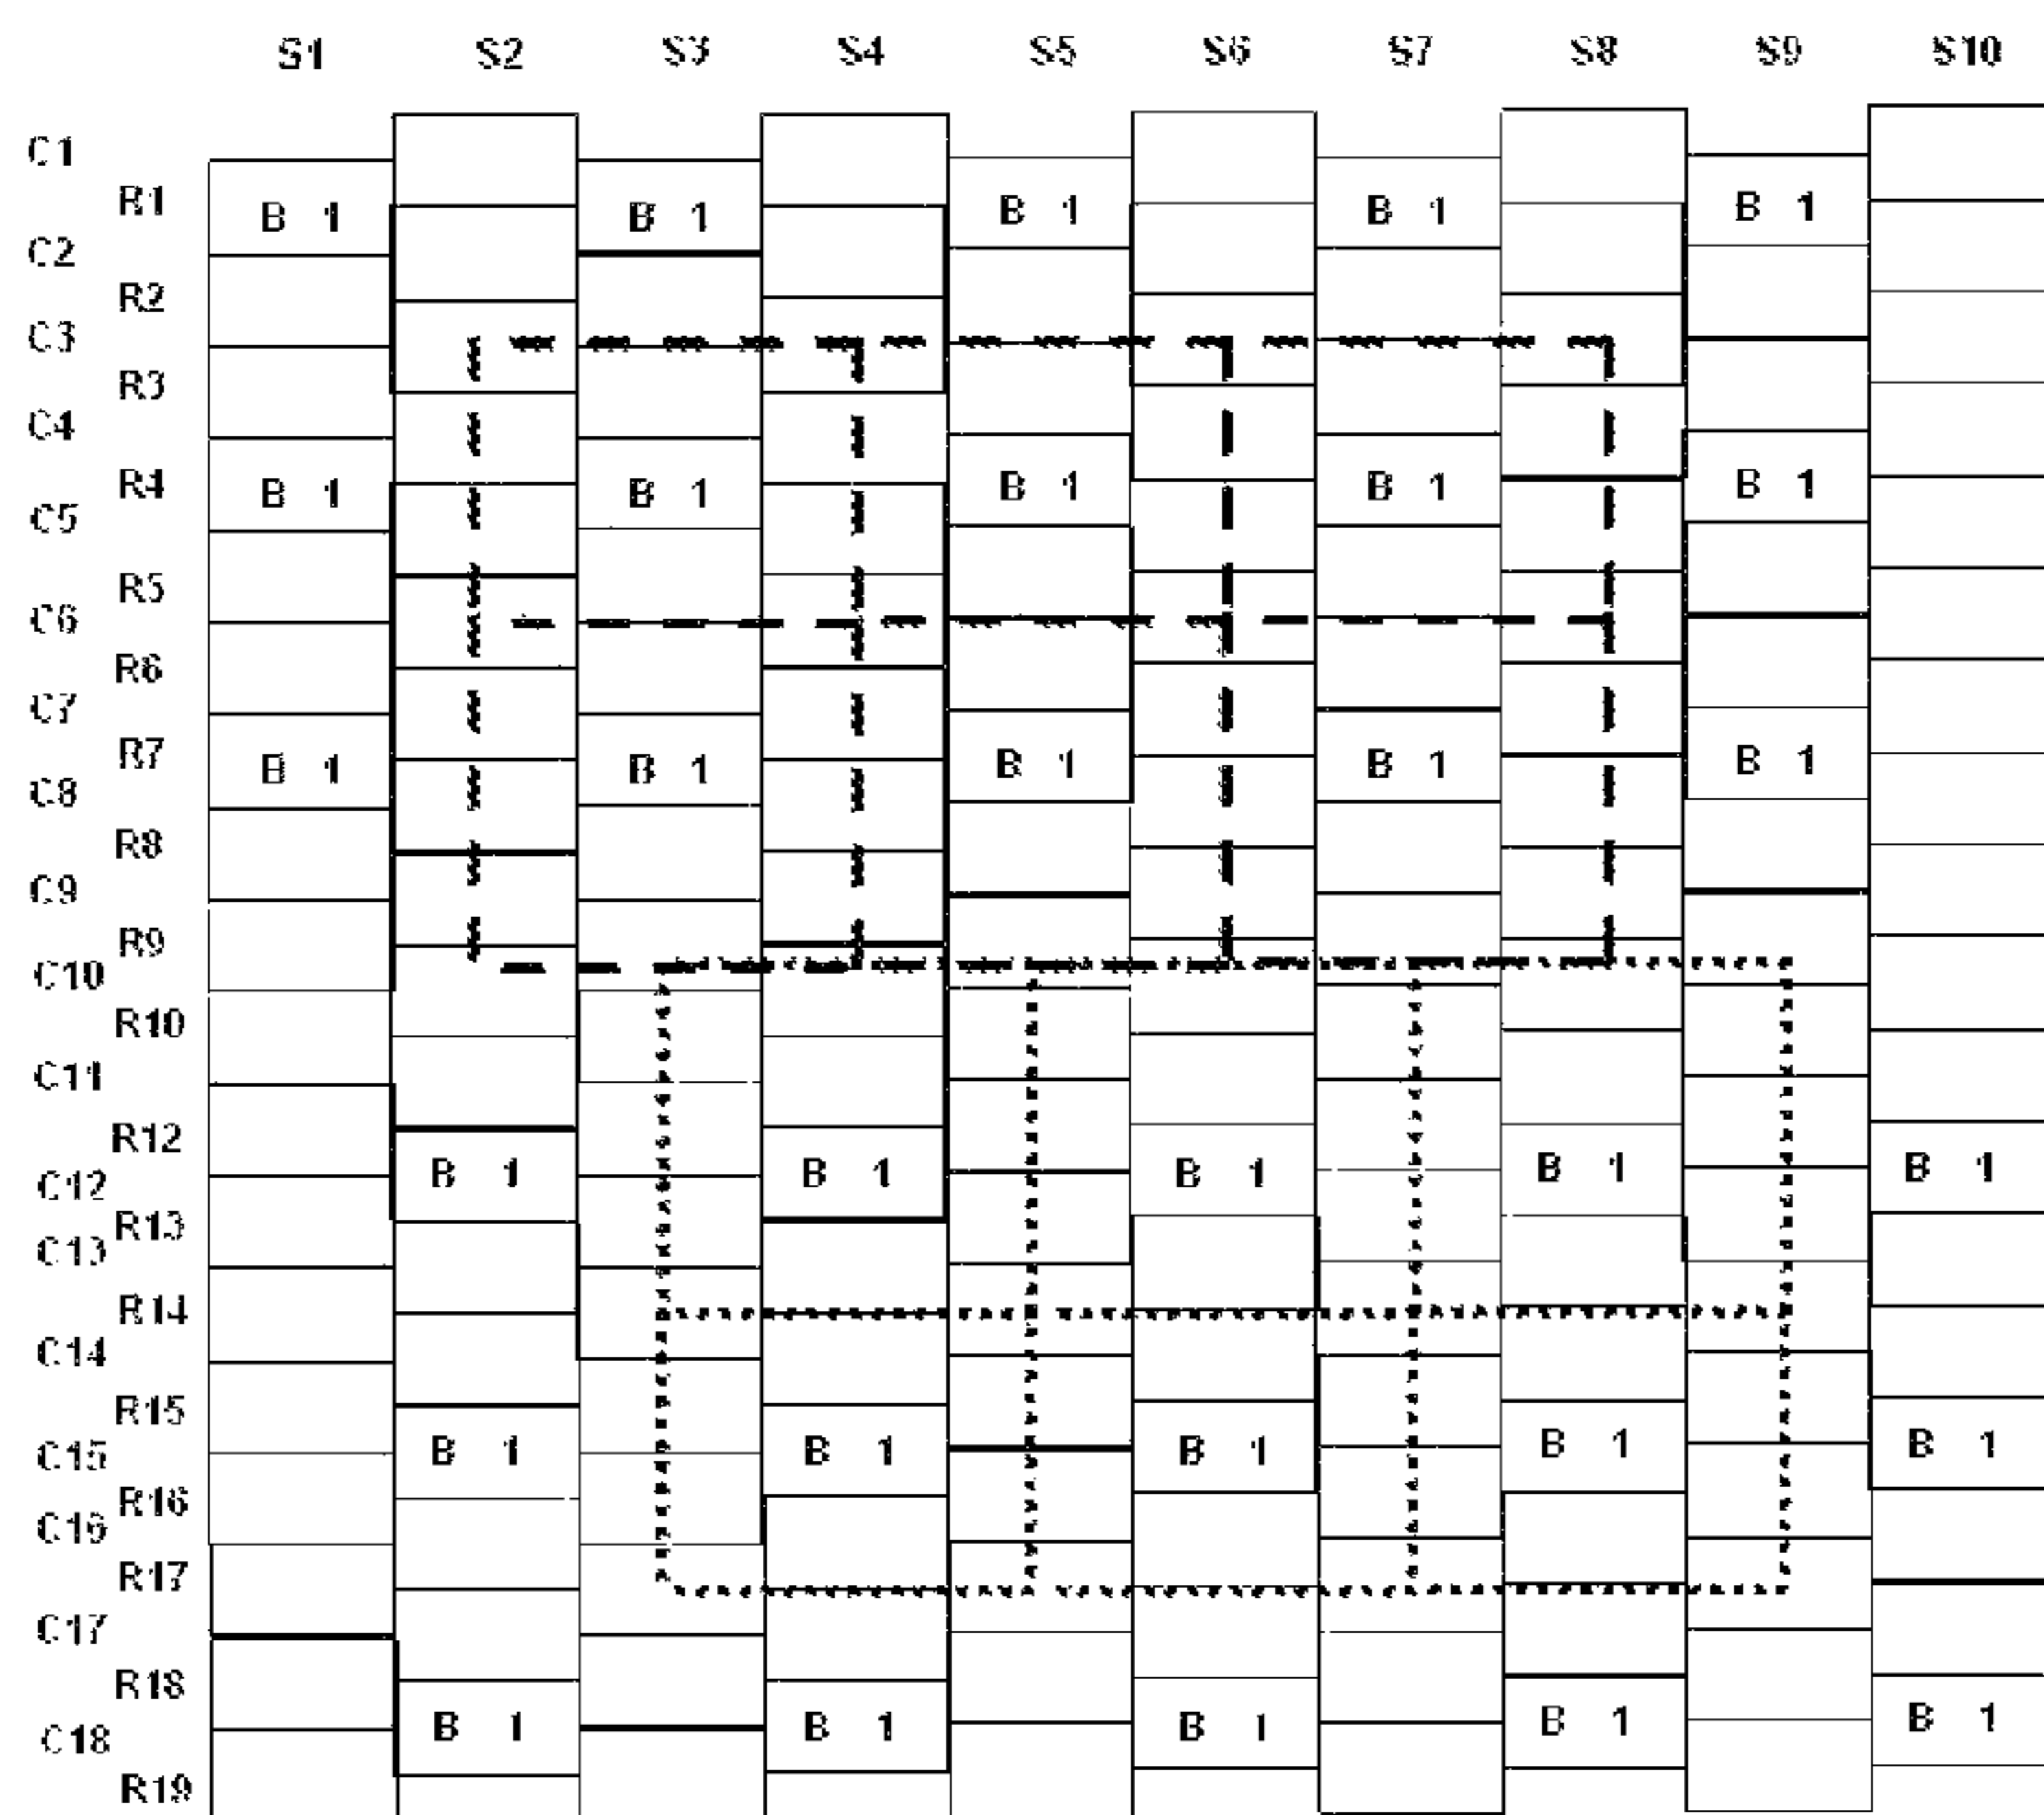 S1 S2 S3 S4 S5 S6 S7 S8 S9 S10
C1
R1 B 1 B 1 B 1 B 1 B 1
C2
R2
C3
R3
C4
R4 B 1 B 1 B 1 B 1 B 1
C5
R5
C6
R6
C7
R7 B 1 B 1 B 1 B 1 B 1
C8
R8
C9
R9
C10
R10
C11
R12
B 1 B 1 B 1 B 1 B 1
C12
R13
C13
R14
C14
R15
C15 B 1 B 1 B 1 B 1 B 1
R16
C16
R17
C17
R18
C18 B 1 B 1 B 1 B 1 B 1
R19